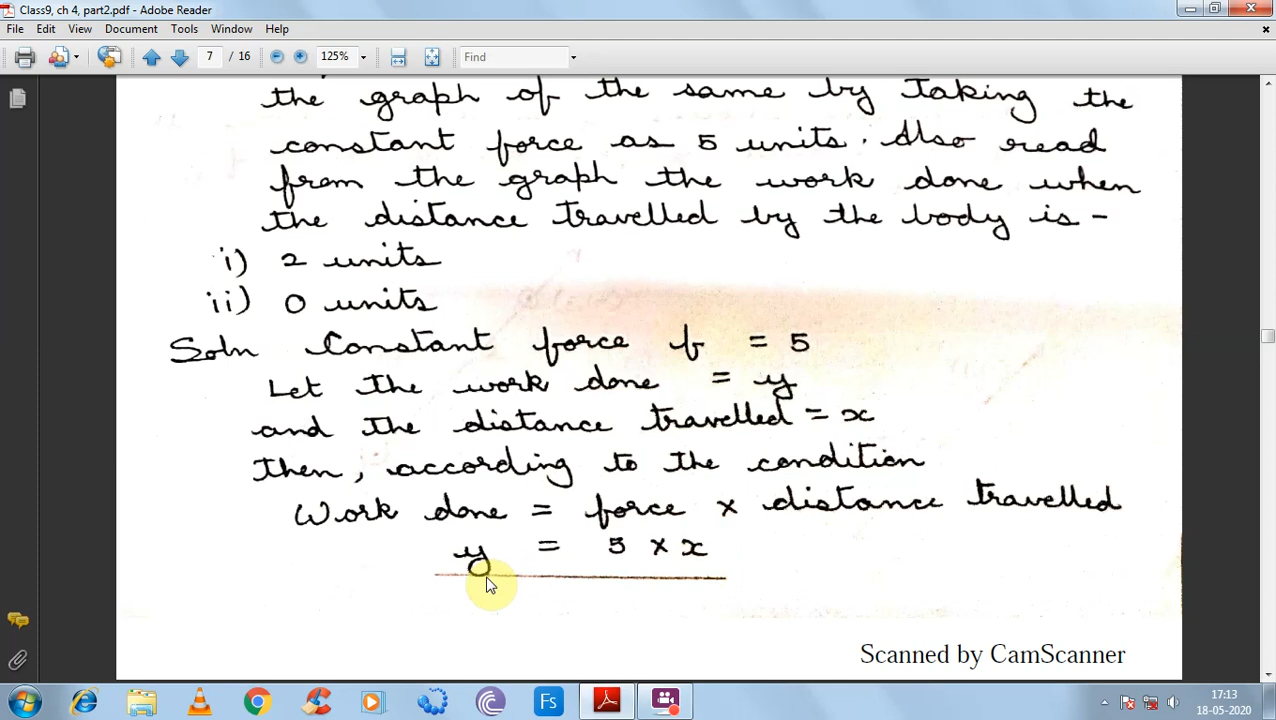 Class9, ch 4, part2.pdf - Adobe Reader
File Edit View Document Tools Window Help
7 / 16 125% Find
the graph of the same by taking the
constant force as 5 units. Also read
from the graph the work done when
the distance travelled by the body is -
i) 2 units
ii) 0 units
Soln Constant force f = 5
Let the work done = y
and the distance travelled = x
then, according to the condition
Work done = force x distance travelled
y = 5 x x
Scanned by CamScanner
Fs
17:13
18-05-2020